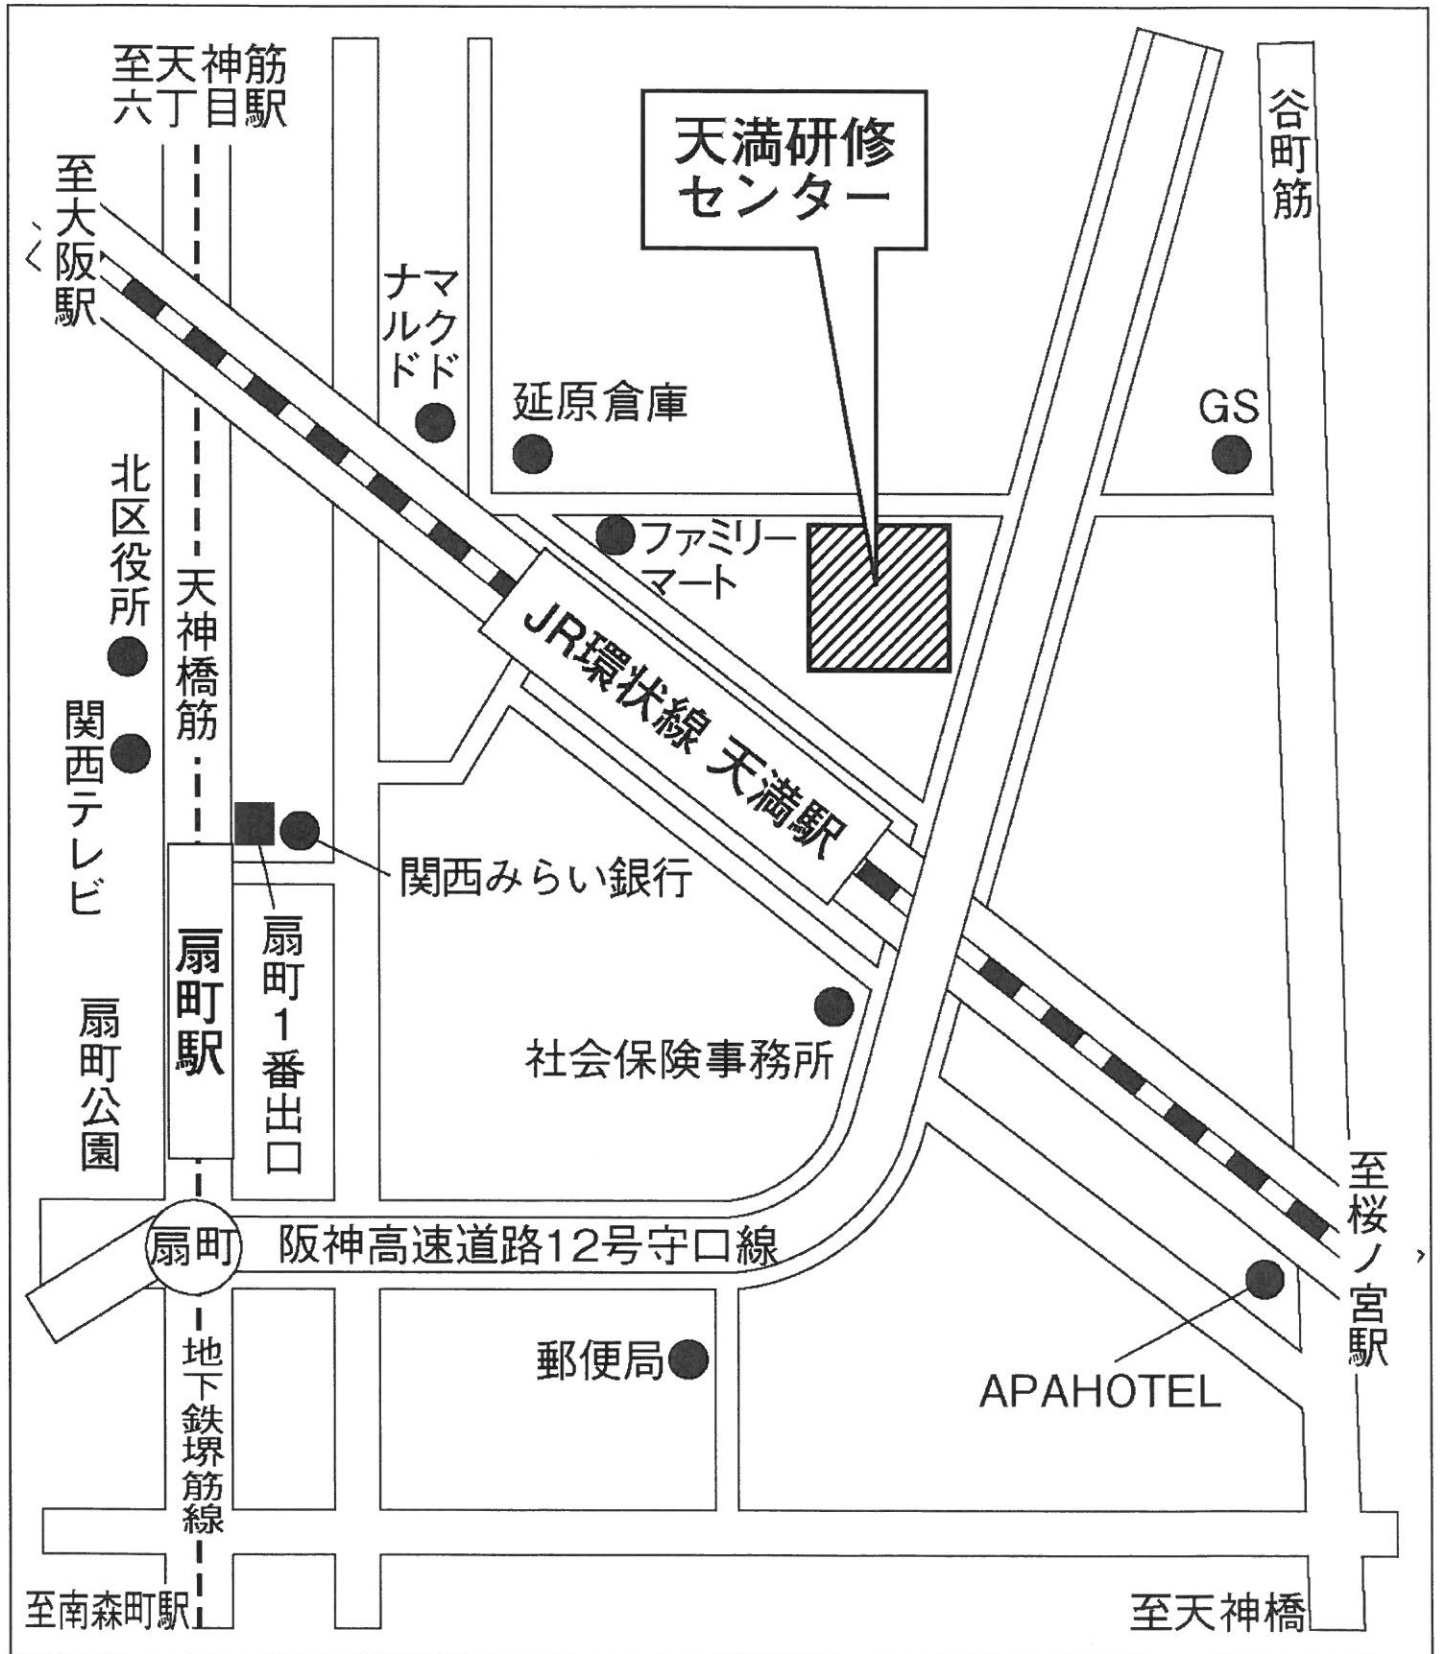 至天神筋
六丁目駅
至大阪駅
谷町筋
天満研修
センター
マクド
ナルド
延原倉庫
GS
北区役所
ファミリー
マート
天神橋筋
JR環状線 天満駅
関西テレビ
関西みらい銀行
扇町駅
扇町1番出口
扇町公園
社会保険事務所
至桜ノ宮駅
扇町
阪神高速道路12号守口線
地下鉄堺筋線
郵便局
APAHOTEL
至南森町駅
至天神橋